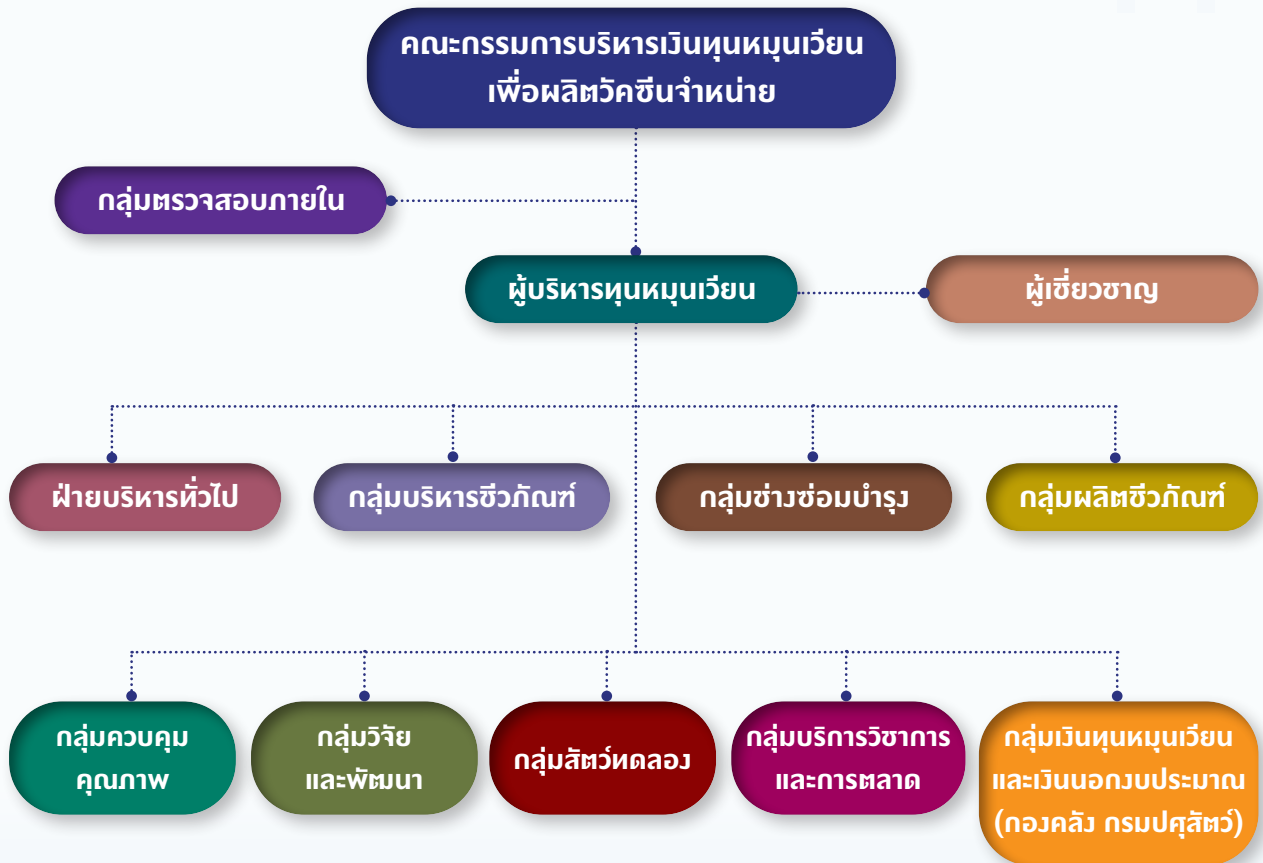 คณะกรรมการบริหารเงินทุนหมุนเวียน
เพื่อผลิตวัคซีนจำหน่าย
กลุ่มตรวจสอบภายใน
ผู้บริหารทุนหมุนเวียน
ผู้เชี่ยวชาญ
ฝ่ายบริหารทั่วไป
กลุ่มบริหารชีวภัณฑ์
กลุ่มช่างซ่อมบำรุง
กลุ่มผลิตชีวภัณฑ์
กลุ่มควบคุม
คุณภาพ
กลุ่มวิจัย
และพัฒนา
กลุ่มสัตว์ทดลอง
กลุ่มบริการวิชาการ
และการตลาด
กลุ่มเงินทุนหมุนเวียน
และเงินนอกงบประมาณ
(กองคลัง กรมปศุสัตว์)